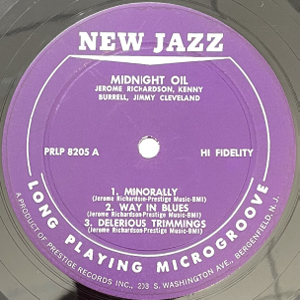 NEW JAZZ
MIDNIGHT OIL
JEROME RICHARDSON, KENNY
BURRELL, JIMMY CLEVELAND
PRLP 8205 A
HI FIDELITY
1. MINORALLY
(Jerome Richardson-Prestige Music-BMI)
2. WAY IN BLUES
(Jerome Richardson-Prestige Music-BMI)
3. DELERIOUS TRIMMINGS
(Jerome Richardson-Prestige Music-BMI)
LONG PLAYING MICROGROOVE
A PRODUCT OF PRESTIGE RECORDS INC., 203 S. WASHINGTON AVE., BERGENFIELD, N. J.